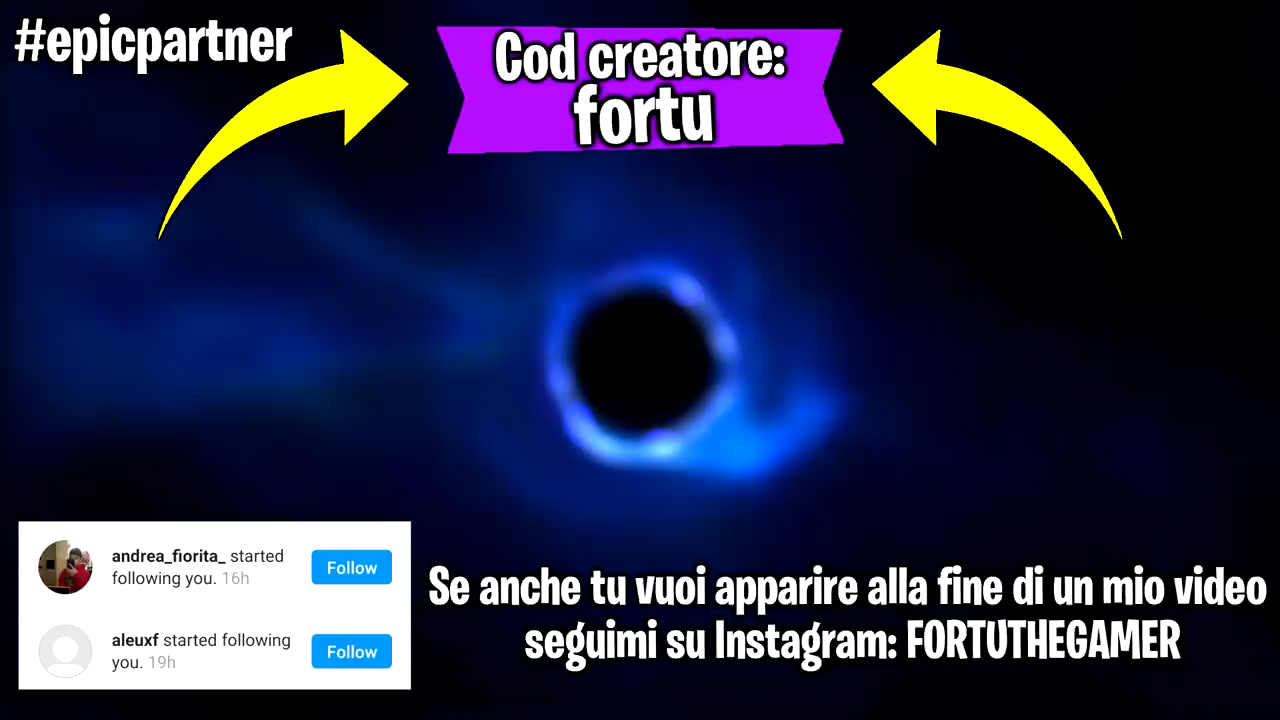 #epicpartner
Cod creatore:
fortu
andrea_fiorita_ started
following you. 16h
Follow
aleuxf started following
you. 19h
Follow
Se anche tu vuoi apparire alla fine di un mio video
seguimi su Instagram: FORTUTHEGAMER